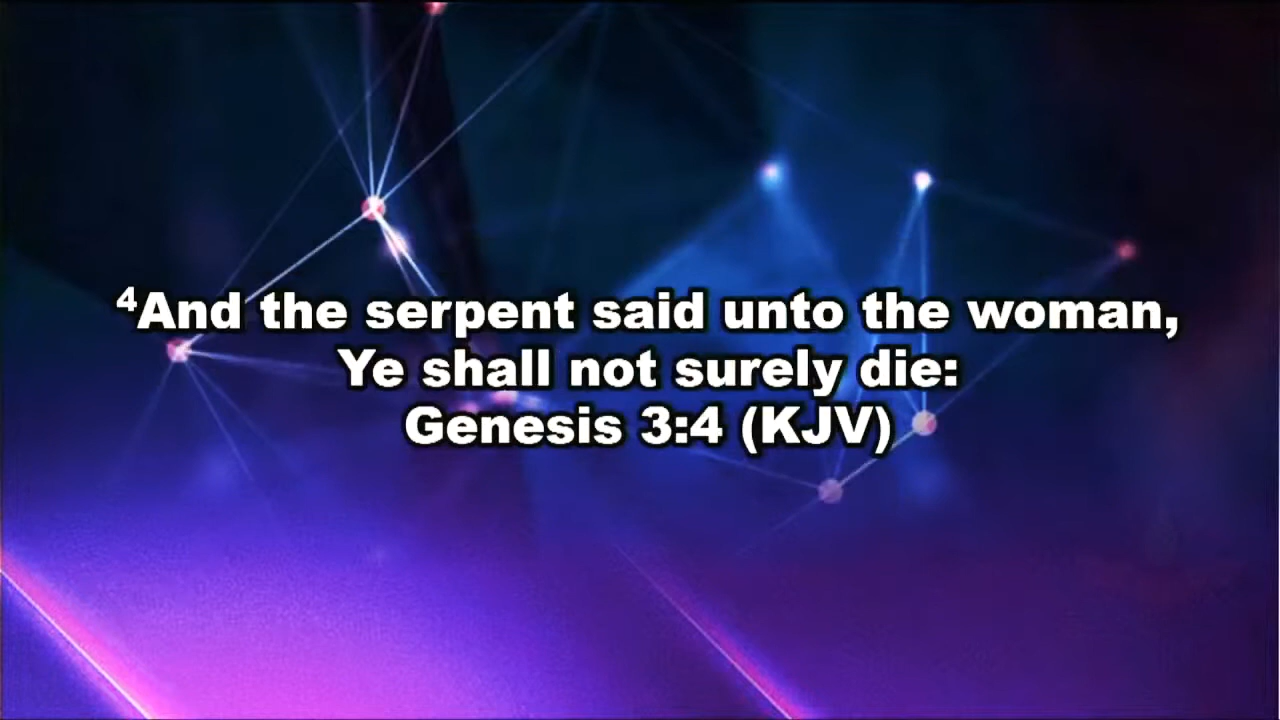 ⁴And the serpent said unto the woman,
Ye shall not surely die:
Genesis 3:4 (KJV)